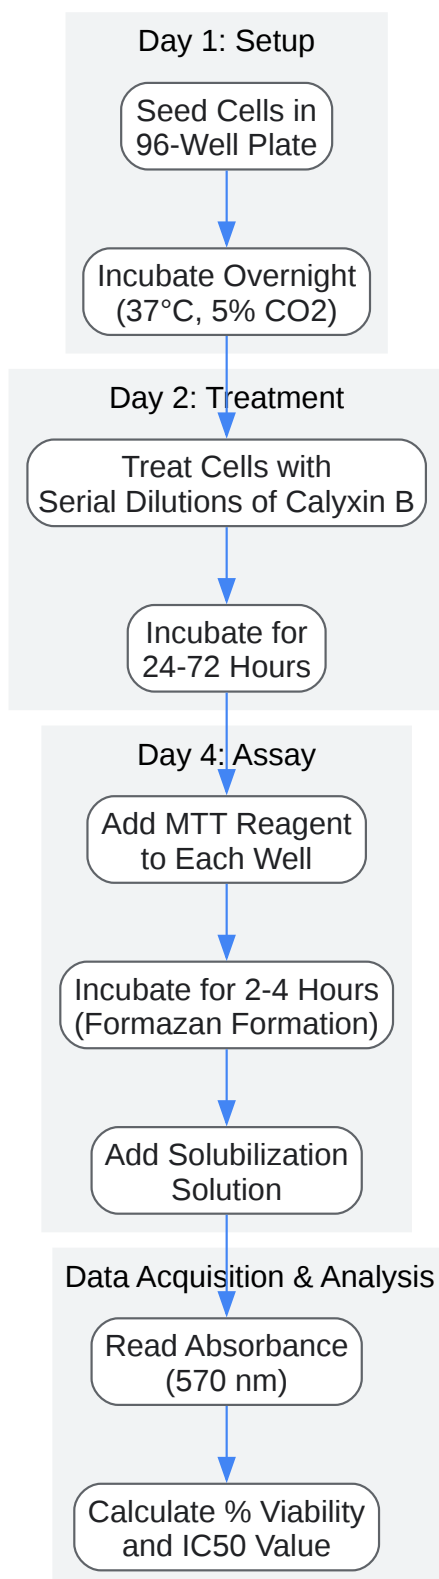 Day 1: Setup
Seed Cells in
96-Well Plate
Incubate Overnight
(37°C, 5% CO2)
Day 2: Treatment
Treat Cells with
Serial Dilutions of Calyxin B
Incubate for
24-72 Hours
Day 4: Assay
Add MTT Reagent
to Each Well
Incubate for 2-4 Hours
(Formazan Formation)
Add Solubilization
Solution
Data Acquisition & Analysis
Read Absorbance
(570 nm)
Calculate % Viability
and IC50 Value